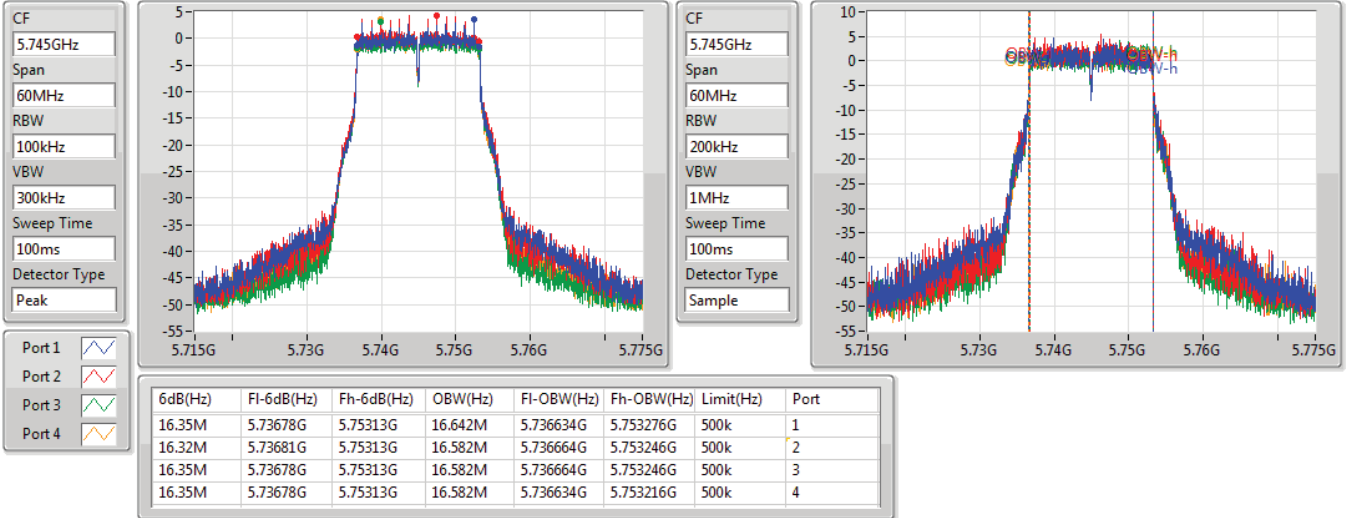 CF
5.745GHz
Span
60MHz
RBW
100kHz
VBW
300kHz
Sweep Time
100ms
Detector Type
Peak
5
0
-5
-10
-15
-20
-25
-30
-35
-40
-45
-50
-55
5.715G 5.73G 5.74G 5.75G 5.76G 5.775G
CF
5.745GHz
Span
60MHz
RBW
200kHz
VBW
1MHz
Sweep Time
100ms
Detector Type
Sample
10
5
0
-5
-10
-15
-20
-25
-30
-35
-40
-45
-50
-55
OBW-h
5.715G 5.73G 5.74G 5.75G 5.76G 5.775G
Port 1
Port 2
Port 3
Port 4
6dB(Hz) Fl-6dB(Hz) Fh-6dB(Hz) OBW(Hz) Fl-OBW(Hz) Fh-OBW(Hz) Limit(Hz) Port
16.35M 5.73678G 5.75313G 16.642M 5.736634G 5.753276G 500k 1
16.32M 5.73681G 5.75313G 16.582M 5.736664G 5.753246G 500k 2
16.35M 5.73678G 5.75313G 16.582M 5.736664G 5.753246G 500k 3
16.35M 5.73678G 5.75313G 16.582M 5.736634G 5.753216G 500k 4